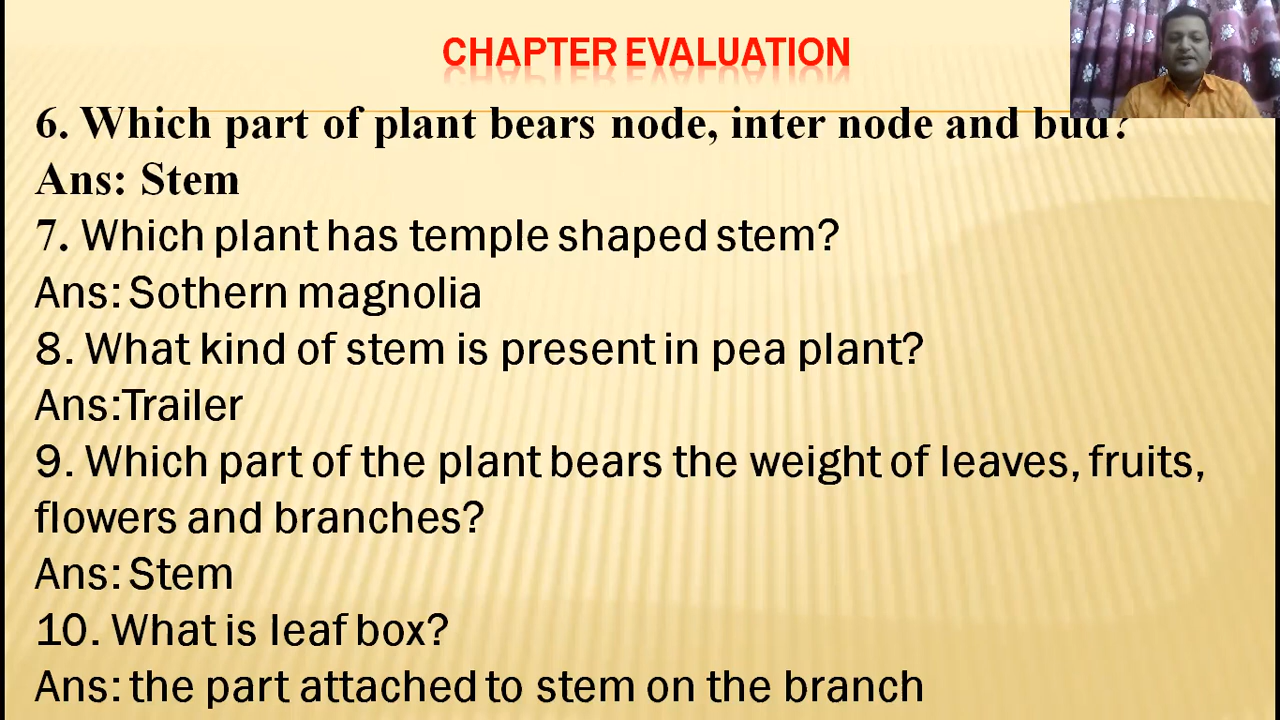 CHAPTER EVALUATION
6. Which part of plant bears node, inter node and bud?
Ans: Stem
7. Which plant has temple shaped stem?
Ans: Sothern magnolia
8. What kind of stem is present in pea plant?
Ans:Trailer
9. Which part of the plant bears the weight of leaves, fruits,
flowers and branches?
Ans: Stem
10. What is leaf box?
Ans: the part attached to stem on the branch